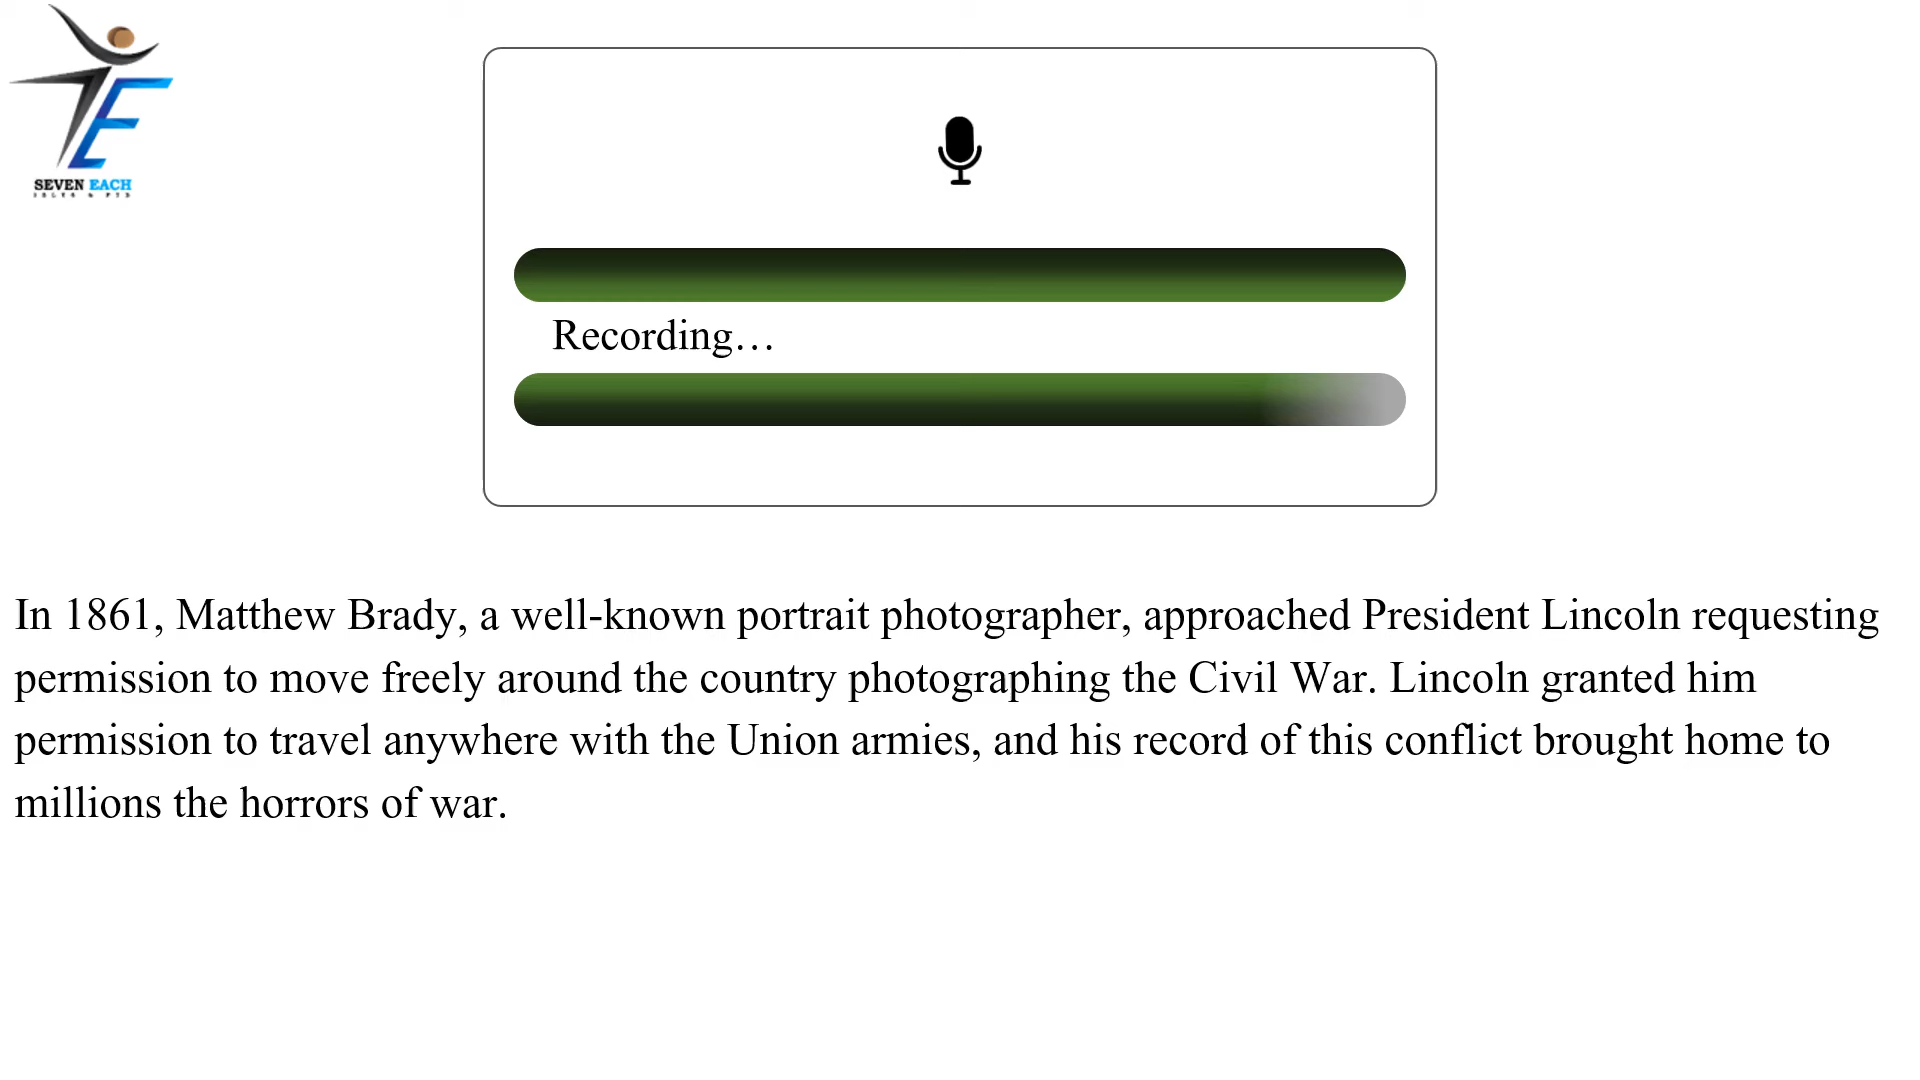 SEVEN EACH
IELTS & PTE
Recording…
In 1861, Matthew Brady, a well-known portrait photographer, approached President Lincoln requesting
permission to move freely around the country photographing the Civil War. Lincoln granted him
permission to travel anywhere with the Union armies, and his record of this conflict brought home to
millions the horrors of war.